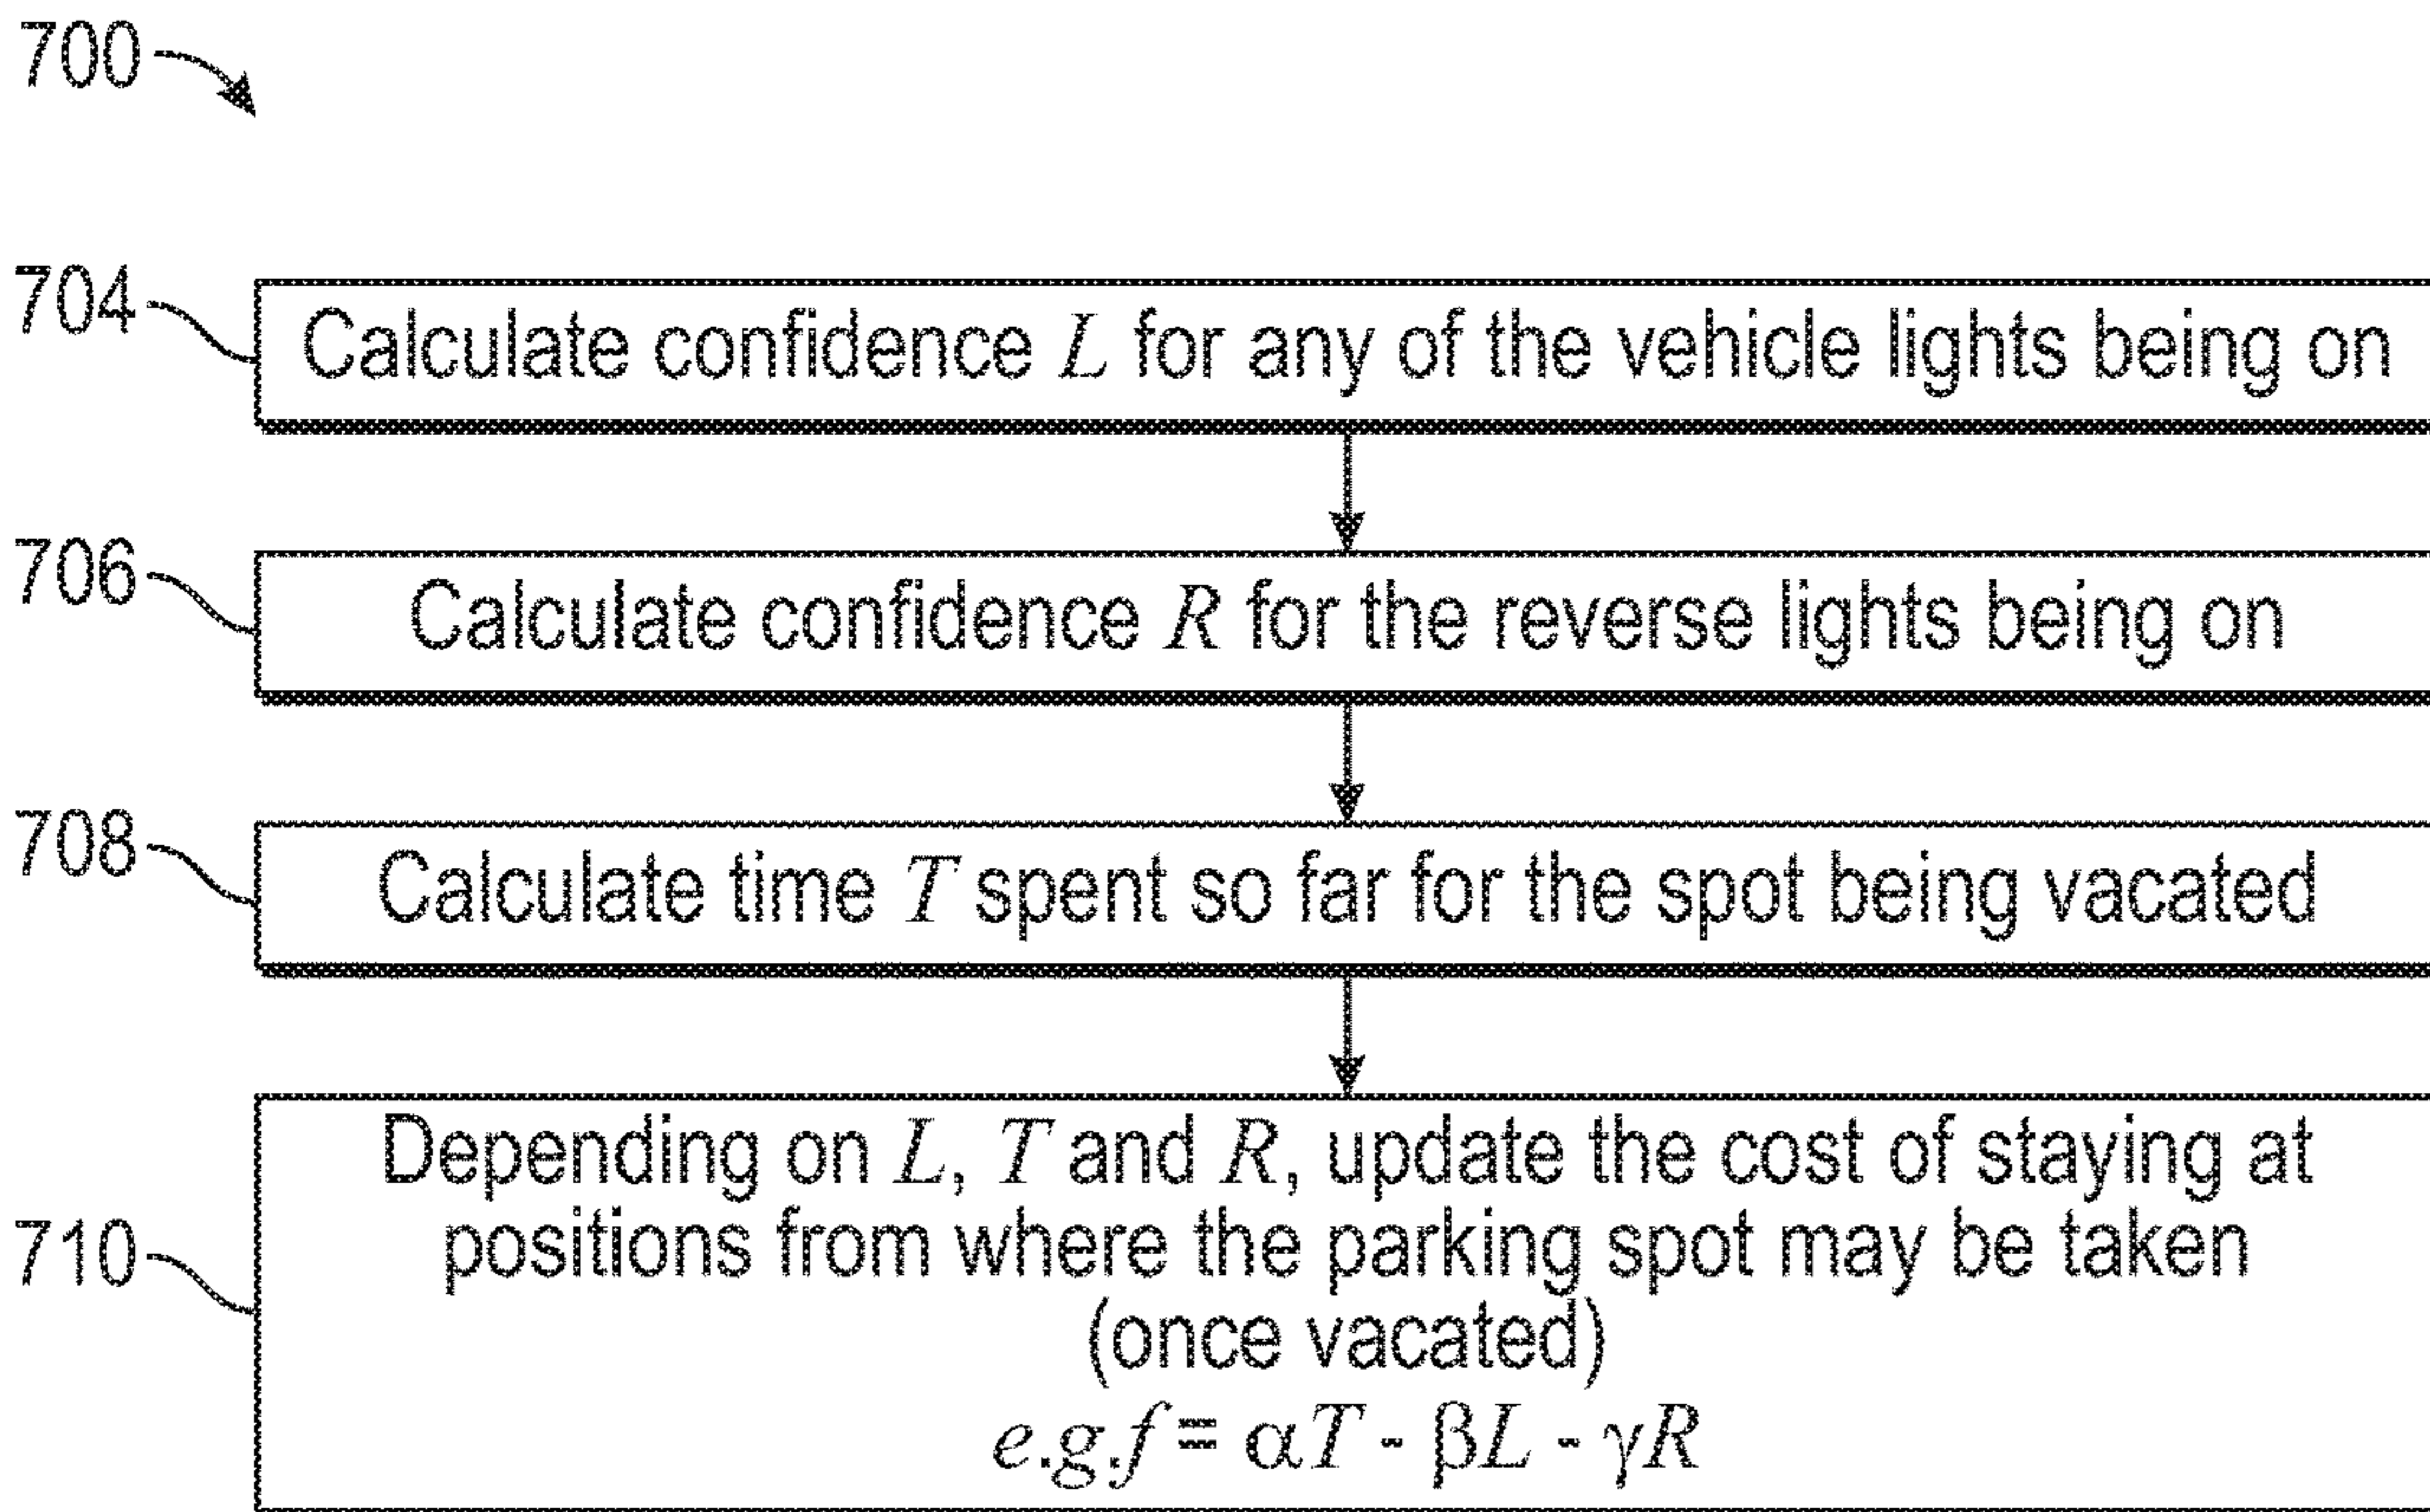 700
704
Calculate confidence L for any of the vehicle lights being on
706
Calculate confidence R for the reverse lights being on
708
Calculate time T spent so far for the spot being vacated
710
Depending on L, T and R, update the cost of staying at
positions from where the parking spot may be taken
(once vacated)
e.g. f = αT - βL - γR